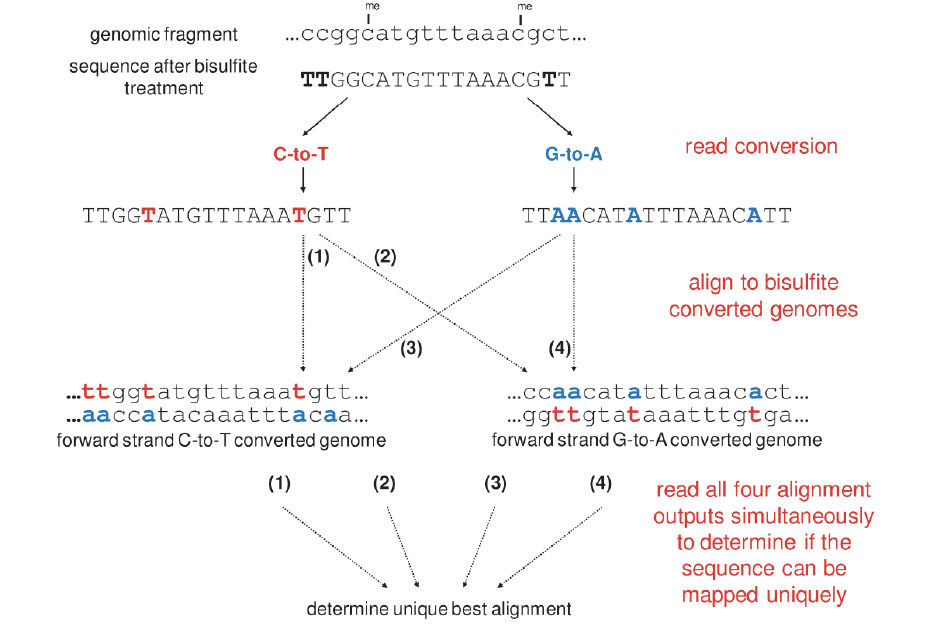 me me
genomic fragment ...ccggcatgtttaaacgct...
sequence after bisulfite
treatment
TTGGCATGTTTAAACGTT
C-to-T G-to-A read conversion
TTGGTATGTTTAAATGTT TTAACATATTTAAACATT
(1) (2)
align to bisulfite
converted genomes
(3) (4)
...ttggtatgtttaaatgtt... ...ccaacatatttaaacact...
...aaccatacaaatttacaa... ...ggttgtataaatttgtga...
forward strand C-to-T converted genome forward strand G-to-A converted genome
(1) (2) (3) (4)
read all four alignment
outputs simultaneously
to determine if the
sequence can be
mapped uniquely
determine unique best alignment